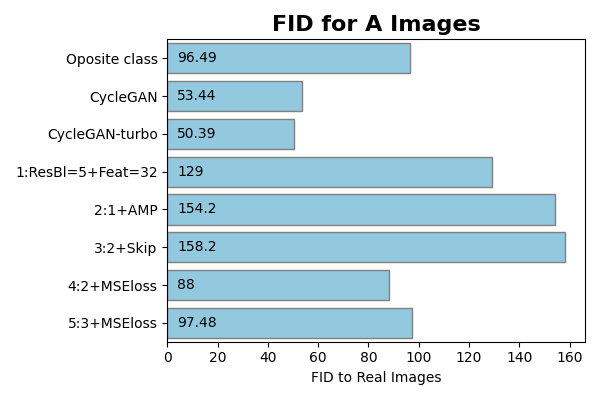 FID for A Images
Oposite class 96.49
CycleGAN 53.44
CycleGAN-turbo 50.39
1:ResBl=5+Feat=32 129
2:1+AMP 154.2
3:2+Skip 158.2
4:2+MSEloss 88
5:3+MSEloss 97.48
0 20 40 60 80 100 120 140 160
FID to Real Images